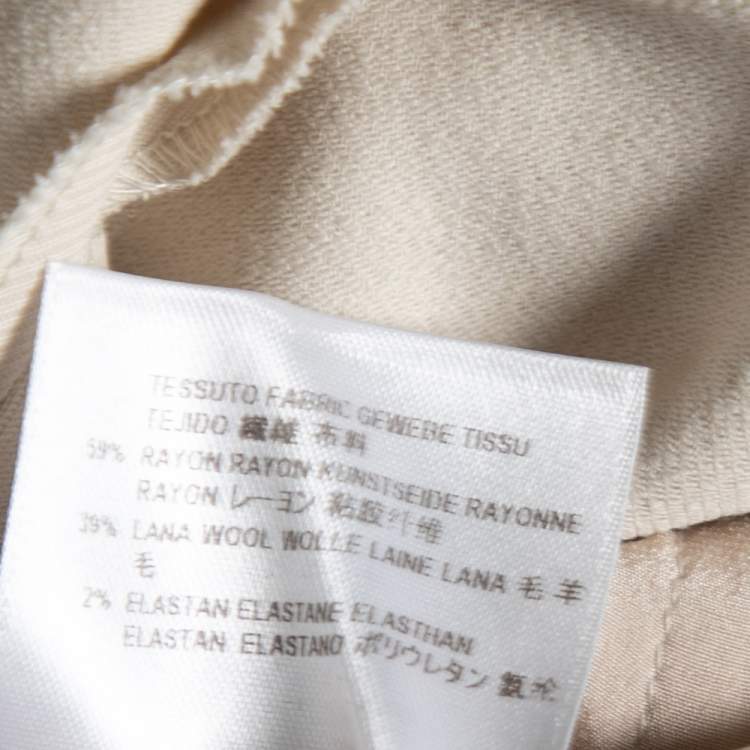 TESSUTO FABRIC GEWEBE TISSU
TEJIDO 繊維 布料
59% RAYON RAYON KUNSTSEIDE RAYONNE
RAYON レーヨン 粘胶纤维
39% LANA WOOL WOLLE LAINE LANA 毛 羊
毛
2% ELASTAN ELASTANE ELASTHAN
ELASTAN ELASTANO ポリウレタン 氨纶